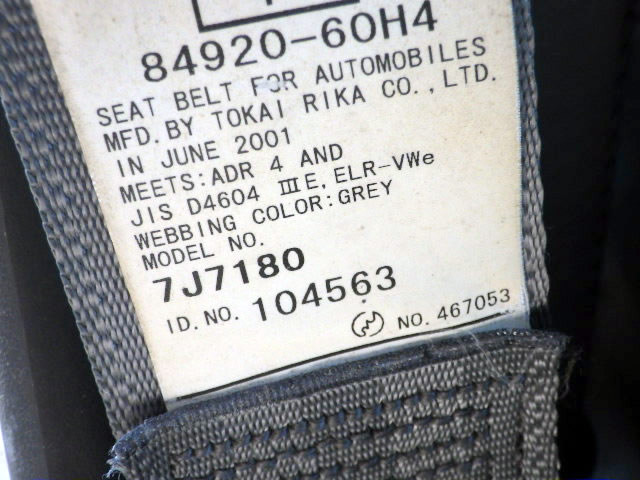 84920-60H4
SEAT BELT FOR AUTOMOBILES
MFD. BY TOKAI RIKA CO., LTD.
IN JUNE 2001
MEETS:ADR 4 AND
JIS D4604 ⅢE, ELR-VWe
WEBBING COLOR:GREY
MODEL NO.
7J7180
ID. NO. 104563
NO. 467053